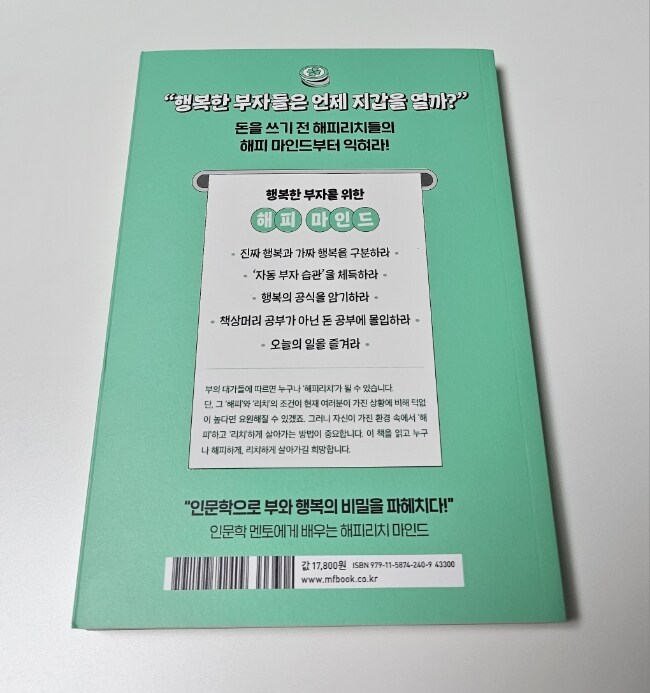 “행복한 부자들은 언제 지갑을 열까?”
돈을 쓰기 전 해피리치들의
해피 마인드부터 익혀라!
행복한 부자를 위한
해피 마인드
• 진짜 행복과 가짜 행복을 구분하라 •
• ‘자동 부자 습관’을 체득하라 •
• 행복의 공식을 암기하라 •
• 책상머리 공부가 아닌 돈 공부에 몰입하라 •
• 오늘의 일을 즐겨라 •
부의 대가들에 따르면 누구나 ‘해피리치’가 될 수 있습니다.
단, 그 ‘해피’와 ‘리치’의 조건이 현재 여러분이 가진 상황에 비해 턱없
이 높다면 요원해질 수 있겠죠. 그러니 자신이 가진 환경 속에서 ‘해
피’하고 ‘리치’하게 살아가는 방법이 중요합니다. 이 책을 읽고 누구
나 해피하게, 리치하게 살아가길 희망합니다.
“인문학으로 부와 행복의 비밀을 파헤치다!”
인문학 멘토에게 배우는 해피리치 마인드
값 17,800원 ISBN 979-11-5874-240-9 43300
www.mfbook.co.kr